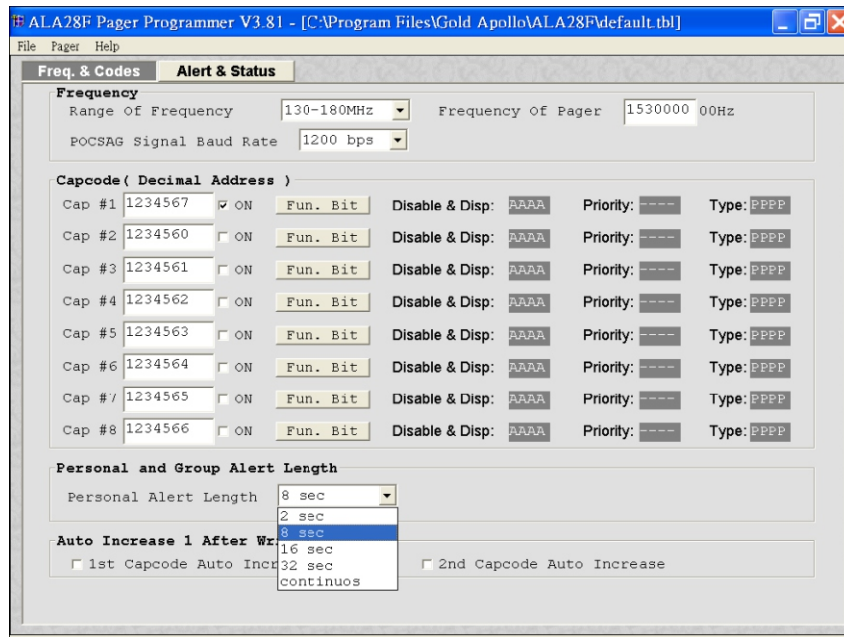 ALA28F Pager Programmer V3.81 - [C:\Program Files\Gold Apollo\ALA28F\default.tbl]
File Pager Help
Freq. & Codes Alert & Status
Frequency
Range Of Frequency 130-180MHz Frequency Of Pager 1530000 00Hz
POCSAG Signal Baud Rate 1200 bps
Capcode( Decimal Address )
Cap #1 1234567 ON Fun. Bit Disable & Disp: AAAA Priority: ---- Type: PPPP
Cap #2 1234560 ON Fun. Bit Disable & Disp: AAAA Priority: ---- Type: PPPP
Cap #3 1234561 ON Fun. Bit Disable & Disp: AAAA Priority: ---- Type: PPPP
Cap #4 1234562 ON Fun. Bit Disable & Disp: AAAA Priority: ---- Type: PPPP
Cap #5 1234563 ON Fun. Bit Disable & Disp: AAAA Priority: ---- Type: PPPP
Cap #6 1234564 ON Fun. Bit Disable & Disp: AAAA Priority: ---- Type: PPPP
Cap #7 1234565 ON Fun. Bit Disable & Disp: AAAA Priority: ---- Type: PPPP
Cap #8 1234566 ON Fun. Bit Disable & Disp: AAAA Priority: ---- Type: PPPP
Personal and Group Alert Length
Personal Alert Length 8 sec
2 sec
8 sec
16 sec
32 sec
continuos
Auto Increase 1 After Wr
1st Capcode Auto Incr 2nd Capcode Auto Increase